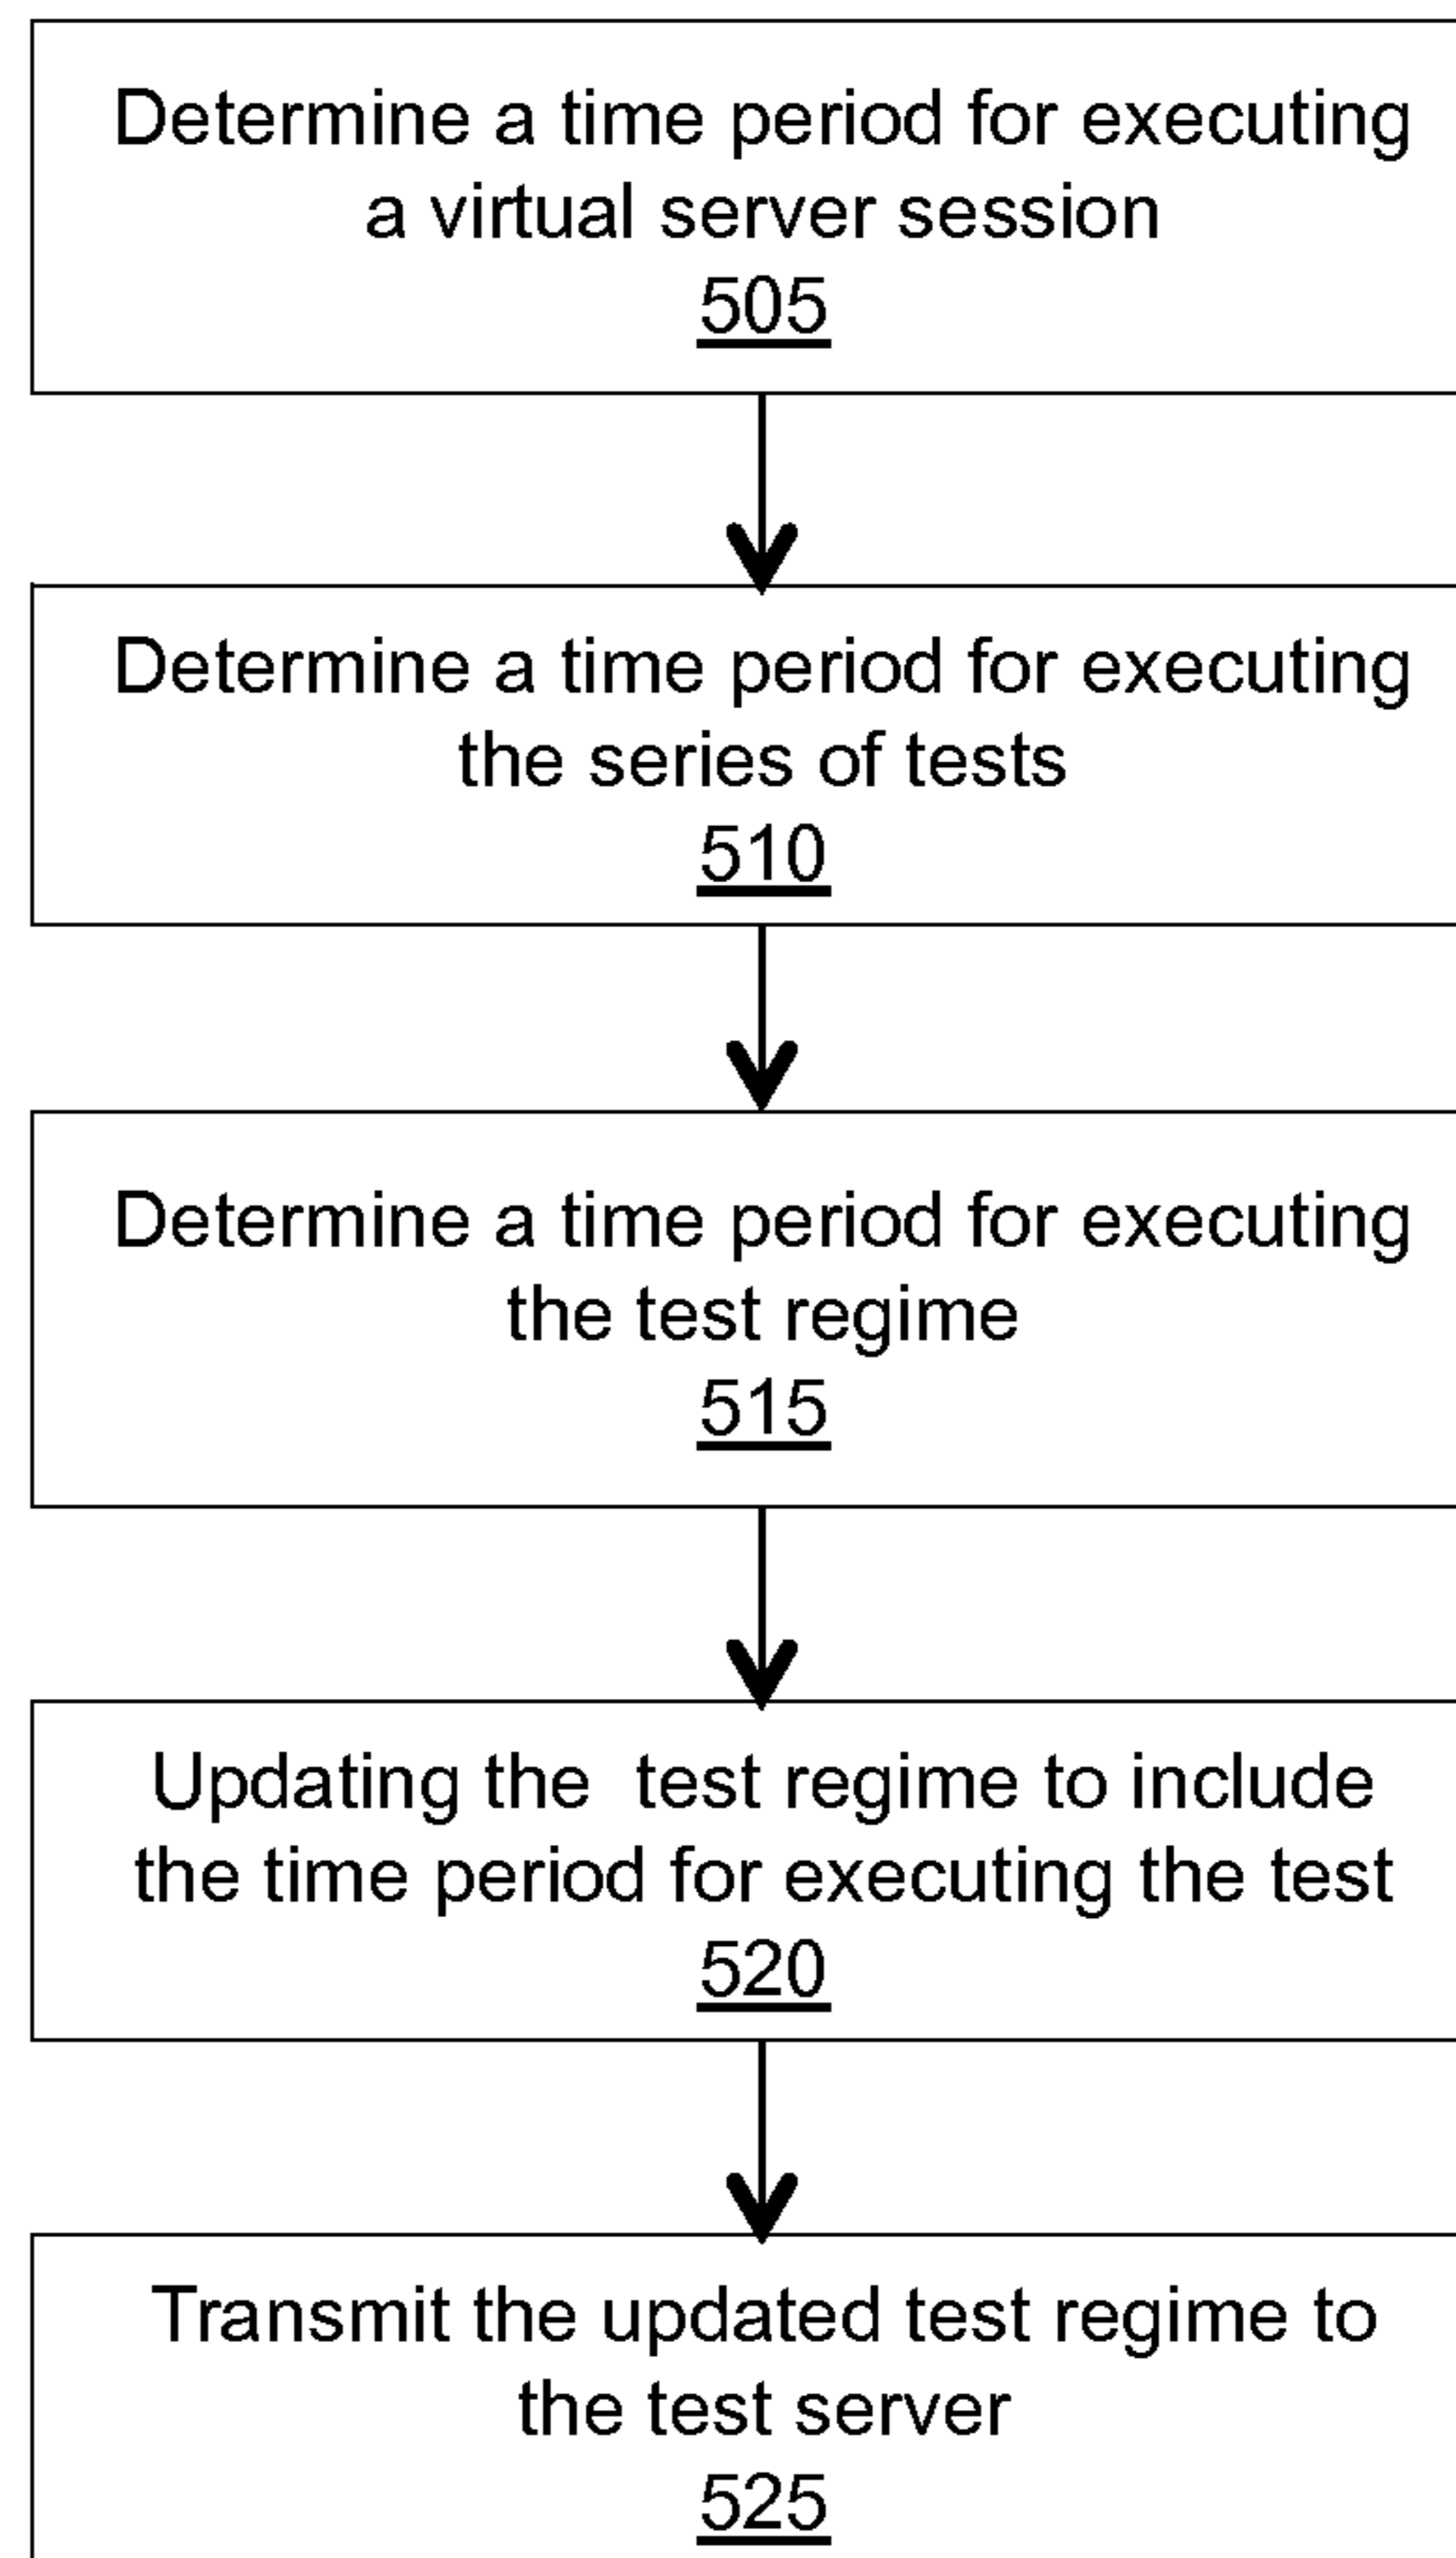 Determine a time period for executing
a virtual server session
505
Determine a time period for executing
the series of tests
510
Determine a time period for executing
the test regime
515
Updating the  test regime to include
the time period for executing the test
520
Transmit the updated test regime to
the test server
525